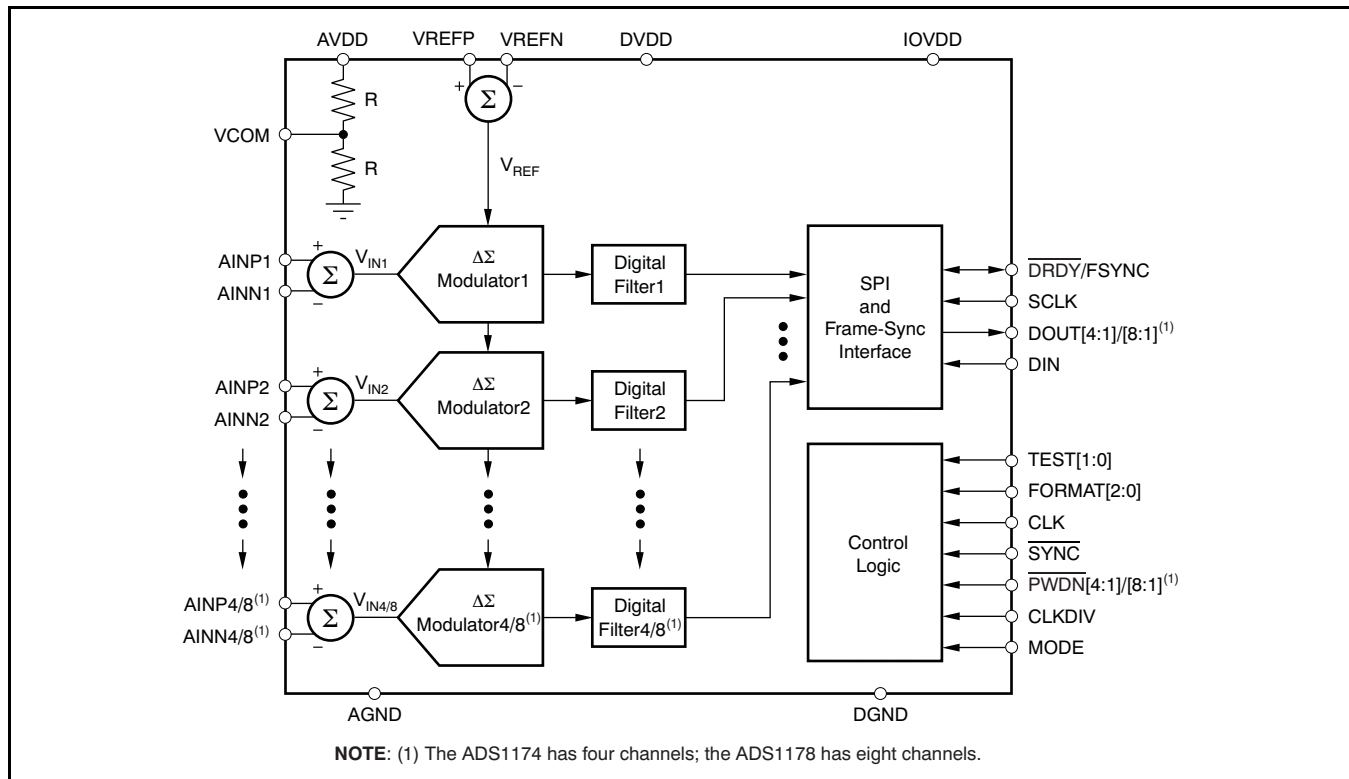 AVDD
VREFP
VREFN
DVDD
IOVDD
R
+
Σ
−
VCOM
R
V_REF
AINP1
AINN1
+
Σ
−
V_IN1
ΔΣ
Modulator1
Digital
Filter1
SPI
and
Frame-Sync
Interface
DRDY/FSYNC
SCLK
DOUT[4:1]/[8:1](1)
DIN
AINP2
AINN2
+
Σ
−
V_IN2
ΔΣ
Modulator2
Digital
Filter2
TEST[1:0]
FORMAT[2:0]
CLK
SYNC
PWDN[4:1]/[8:1](1)
CLKDIV
MODE
Control
Logic
AINP4/8(1)
AINN4/8(1)
+
Σ
−
V_IN4/8
ΔΣ
Modulator4/8(1)
Digital
Filter4/8(1)
AGND
DGND
NOTE: (1) The ADS1174 has four channels; the ADS1178 has eight channels.